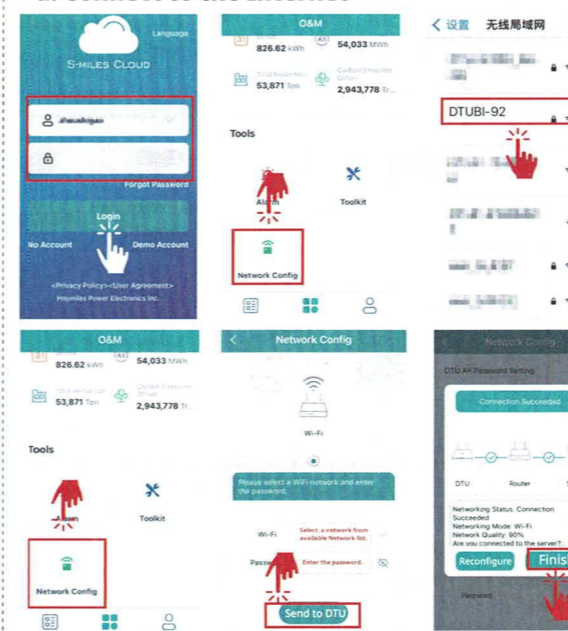 Language
S-MILES CLOUD
Forgot Password
Login
No Account
Demo Account
<Privacy Policy><User Agreement>
Hoymiles Power Electronics Inc.
O&M
826.62 kWh
54,033 MWh
53,871 Ton
2,943,778 Tr...
Tools
Alarm
Toolkit
Network Config
设置
无线局域网
DTUBI-92
O&M
826.62 kWh
54,033 MWh
53,871 Ton
2,943,778 Tr...
Tools
Alarm
Toolkit
Network Config
Network Config
Wi-Fi
Please select a WiFi network and enter
the password.
Wi-Fi
Select a network from
available Network list.
Enter the password.
Send to DTU
Network Config
DTU AP Password Setting
Connection Succeeded
DTU
Router
Networking Status: Connection
Succeeded
Networking Mode: Wi-Fi
Network Quality: 90%
Are you connected to the server?
Reconfigure
Finis
Password